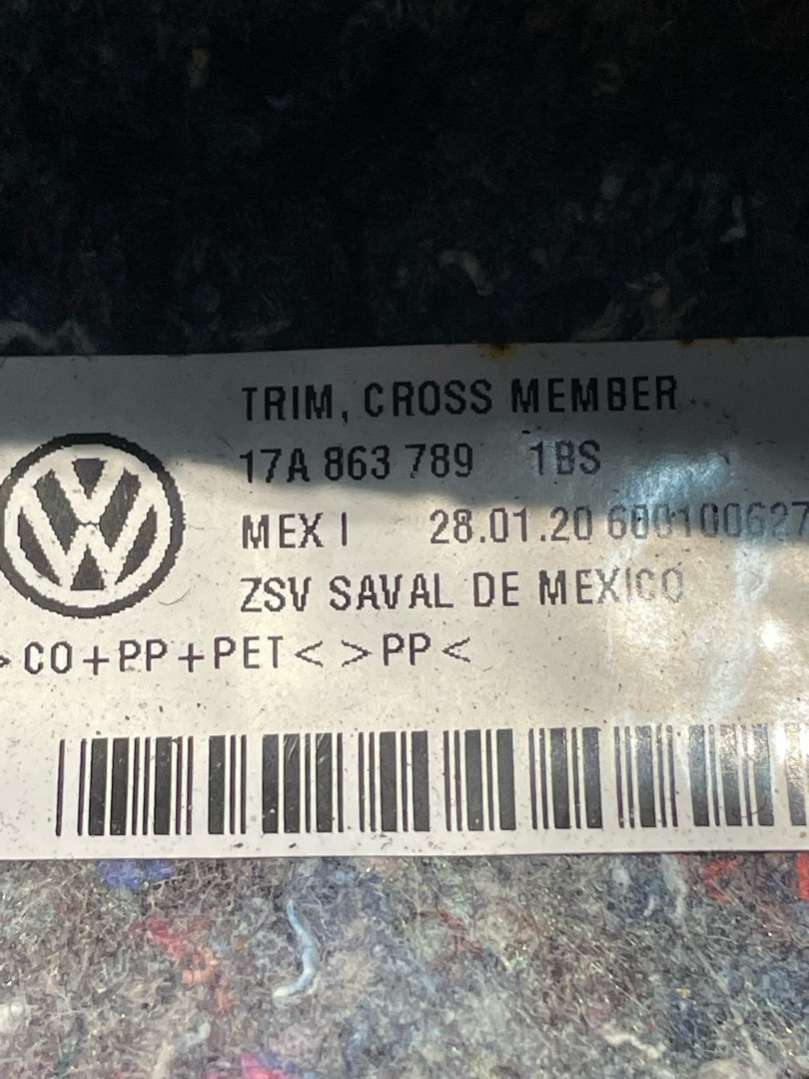 TRIM, CROSS MEMBER
17A 863 789 1BS
MEX I 28.01.20 600100627
ZSV SAVAL DE MEXICO
>CO+PP+PET< >PP<